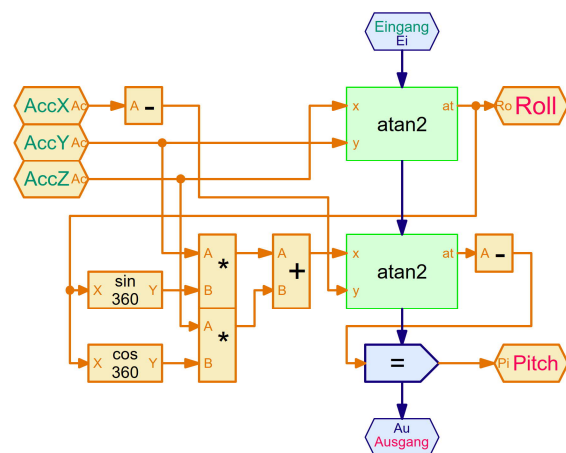 Eingang
Ei
AccX Ac
A -
x at
atan2
y
Ro Roll
AccY Ac
AccZ Ac
A
*
B
A
+
B
x at
atan2
y
A -
X sin Y
360
A
*
B
X cos Y
360
=
Pi Pitch
Au
Ausgang